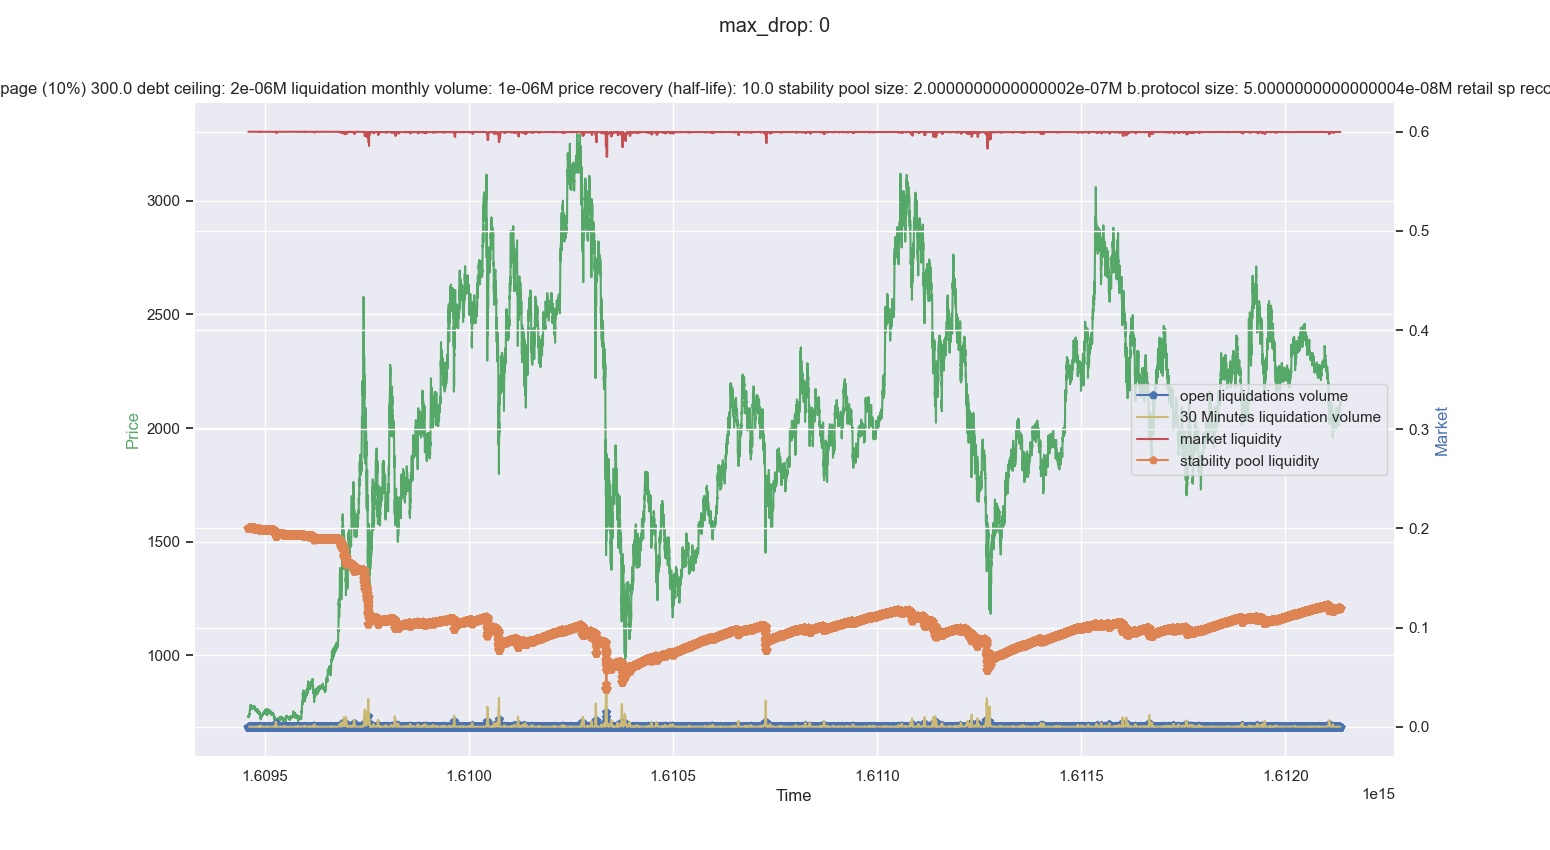 max_drop: 0
page (10%) 300.0 debt ceiling: 2e-06M liquidation monthly volume: 1e-06M price recovery (half-life): 10.0 stability pool size: 2.0000000000000002e-07M b.protocol size: 5.0000000000000004e-08M retail sp reco
3000
2500
2000
1500
1000
Price
0.6
0.5
0.4
0.3
0.2
0.1
0.0
Market
open liquidations volume
30 Minutes liquidation volume
market liquidity
stability pool liquidity
1.6095
1.6100
1.6105
1.6110
1.6115
1.6120
Time
1e15